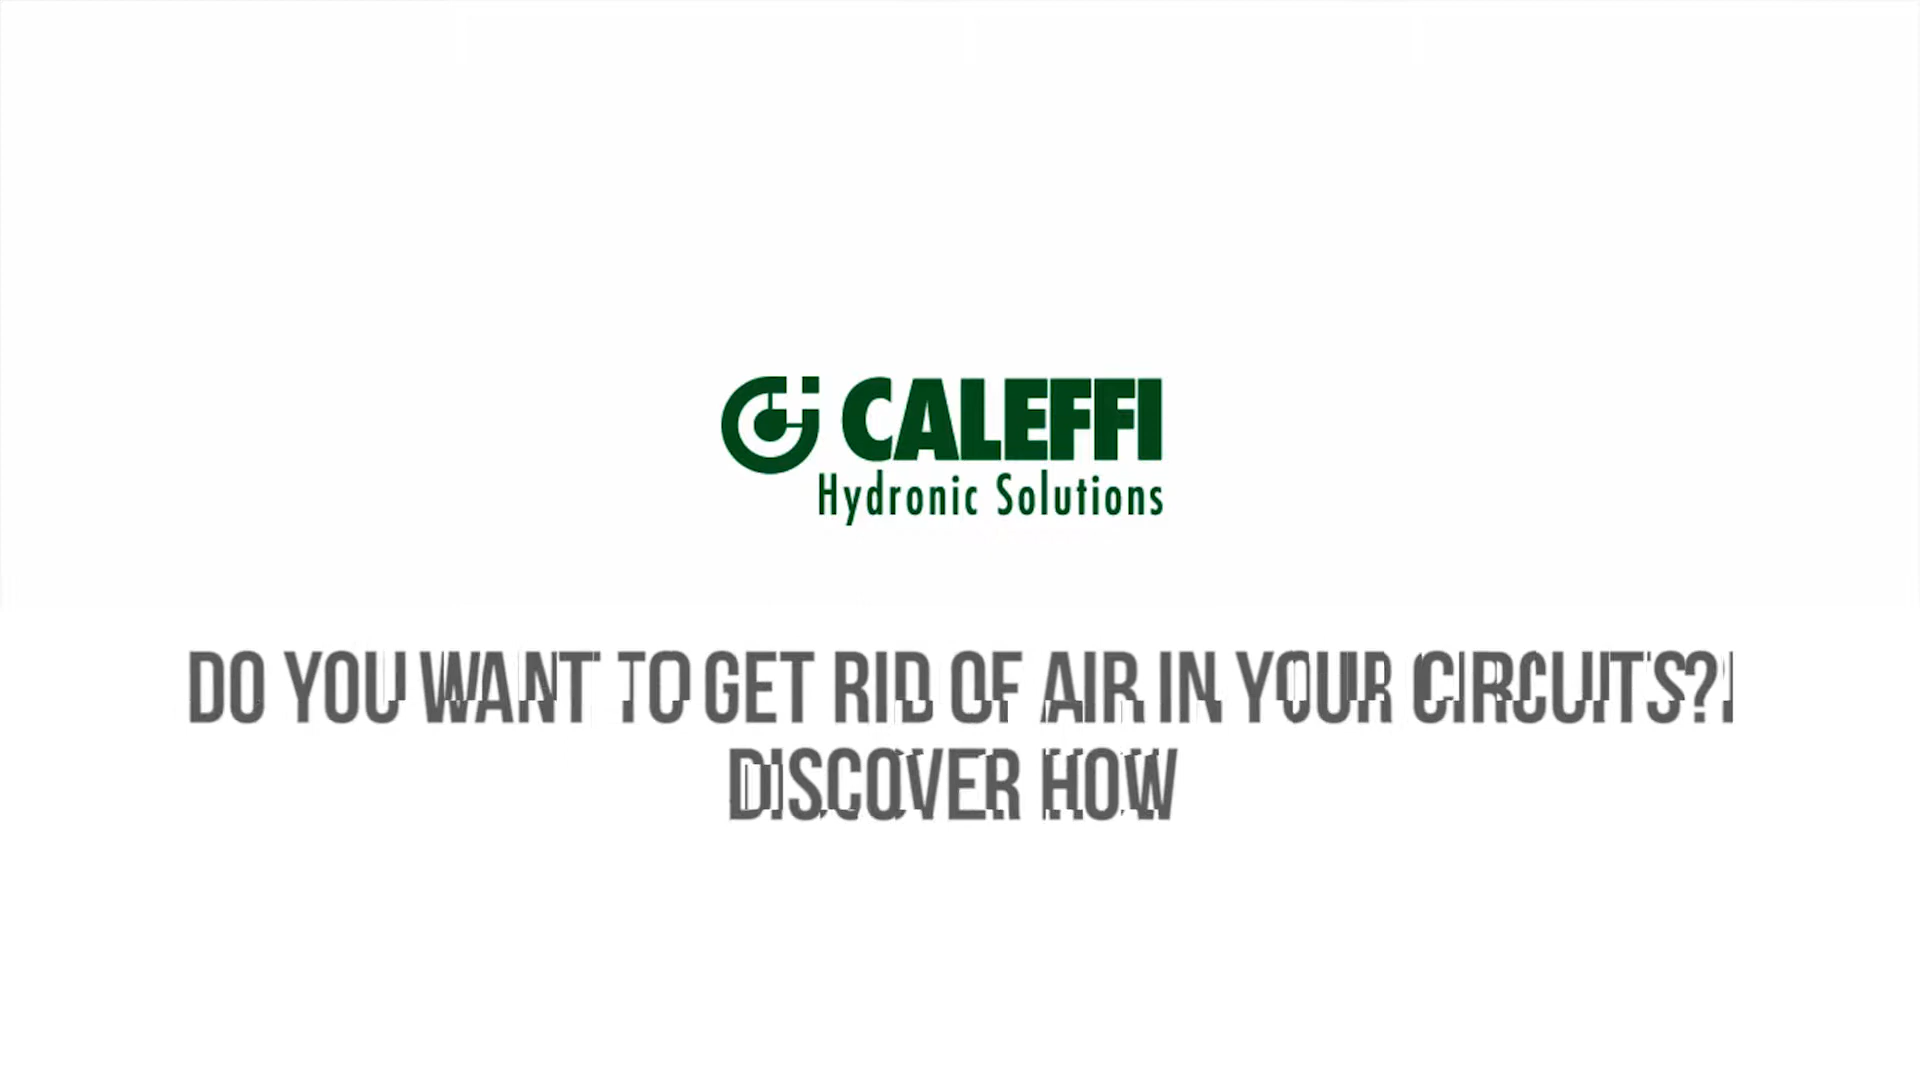 CALEFFI
Hydronic Solutions
DO YOU WANT TO GET RID OF AIR IN YOUR CIRCUITS?
DISCOVER HOW